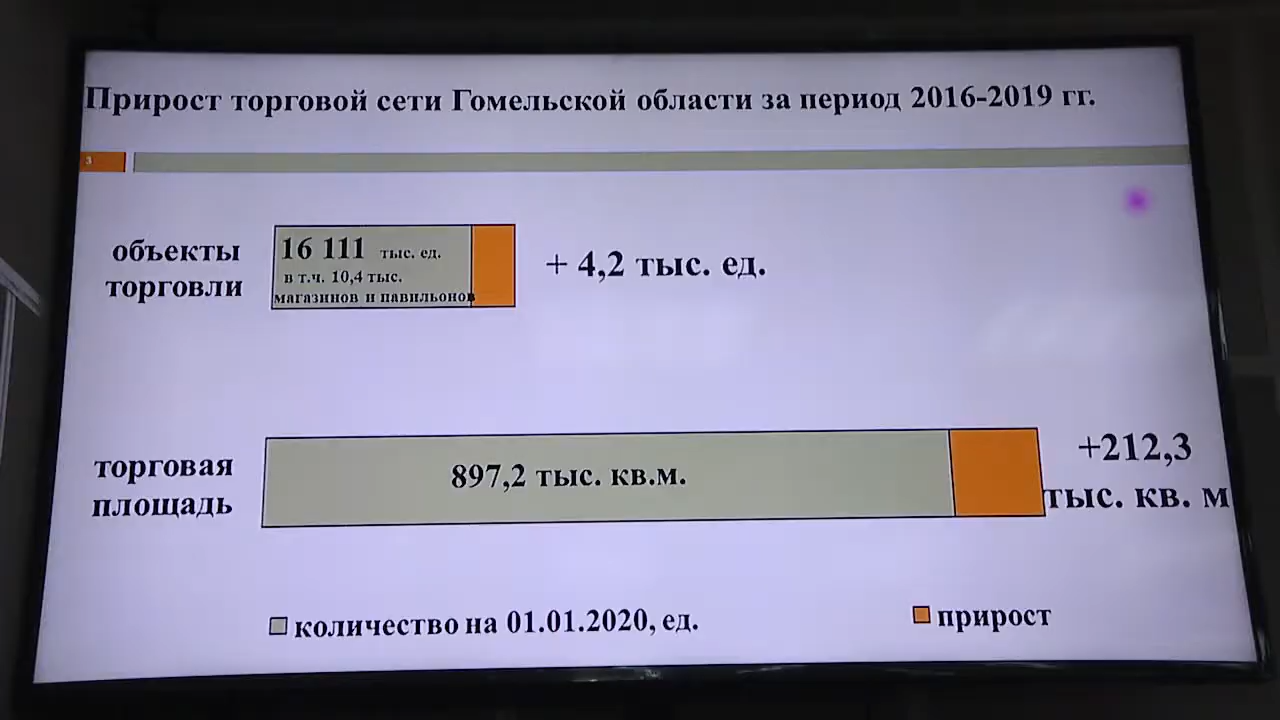 Прирост торговой сети Гомельской области за период 2016-2019 гг.
3
объекты
торговли
16 111 тыс. ед.
в т.ч. 10,4 тыс.
магазинов и павильонов
+ 4,2 тыс. ед.
торговая
площадь
897,2 тыс. кв.м.
+212,3
тыс. кв. м
количество на 01.01.2020, ед.
прирост